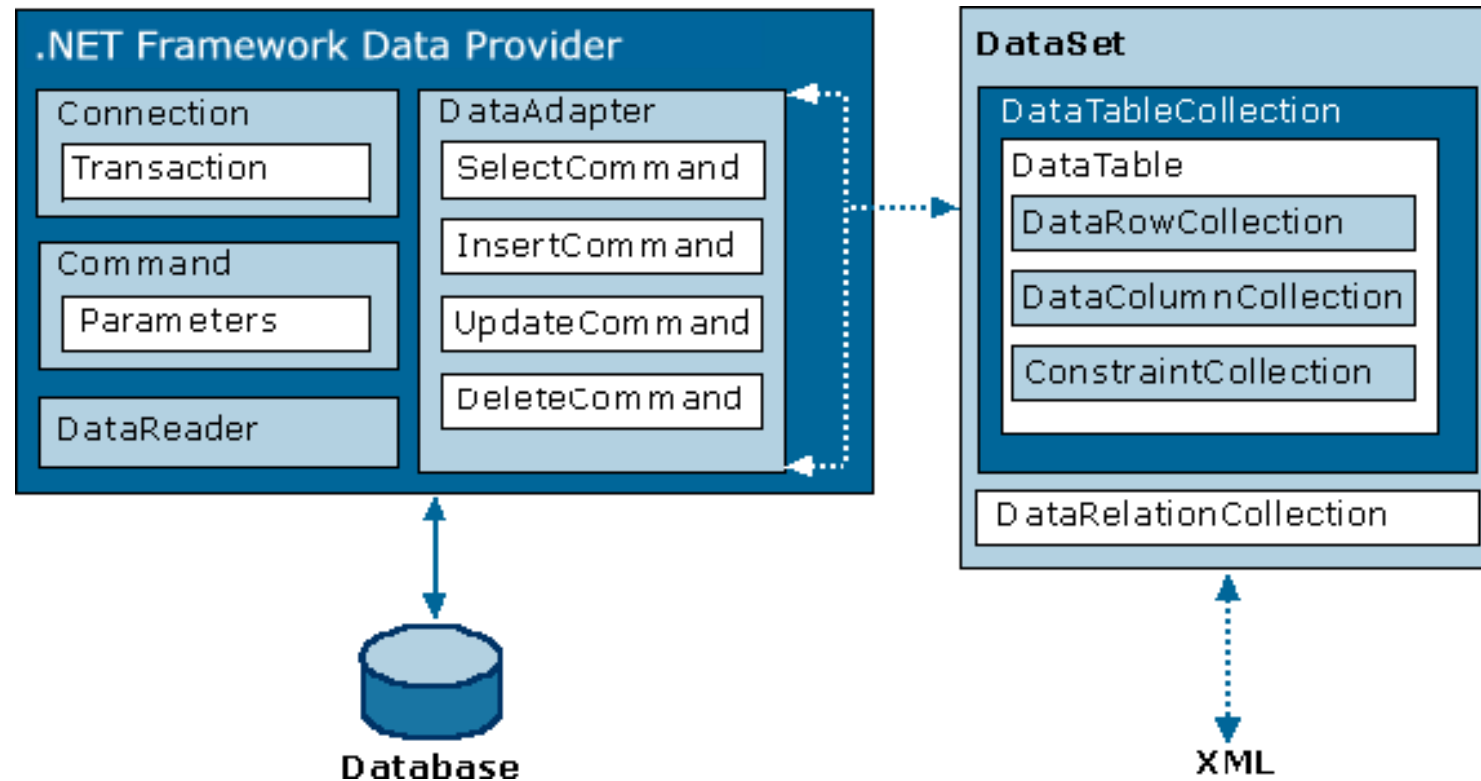 .NET Framework Data Provider
Connection
Transaction
Command
Parameters
DataReader
DataAdapter
SelectCommand
InsertCommand
UpdateCommand
DeleteCommand
Database
DataSet
DataTableCollection
DataTable
DataRowCollection
DataColumnCollection
ConstraintCollection
DataRelationCollection
XML